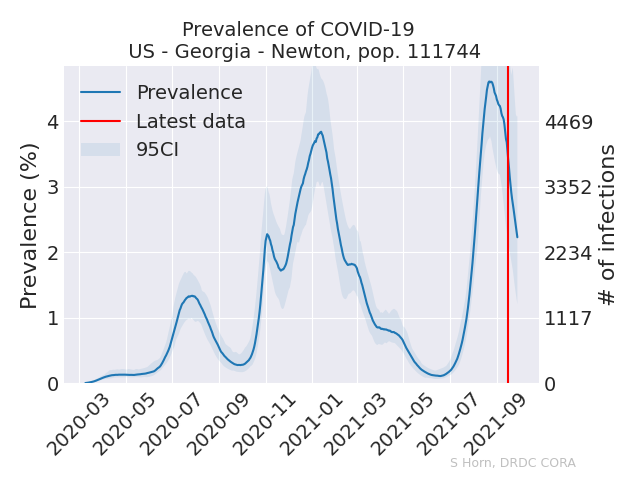 Prevalence of COVID-19
US - Georgia - Newton, pop. 111744
Prevalence
Latest data
95CI
Prevalence (%)
4
3
2
1
0
4469
3352
2234
1117
0
# of infections
2020-03
2020-05
2020-07
2020-09
2020-11
2021-01
2021-03
2021-05
2021-07
2021-09
S Horn, DRDC CORA